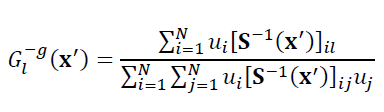 G_l^{-g}(𝐱′) = \frac{\sum_{i=1}^{N} u_i[𝐒^{-1}(𝐱′)]_{il}}{\sum_{i=1}^{N} \sum_{j=1}^{N} u_i[𝐒^{-1}(𝐱′)]_{ij}u_j}